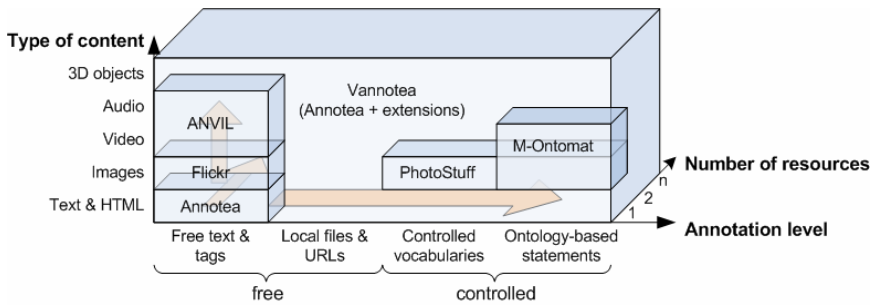 Type of content
3D objects
Audio
Video
Images
Text & HTML
Vannotea
(Annotea + extensions)
ANVIL
Flickr
Annotea
PhotoStuff
M-Ontomat
Number of resources
n
2
1
Annotation level
Free text &
tags
Local files &
URLs
Controlled
vocabularies
Ontology-based
statements
free
controlled